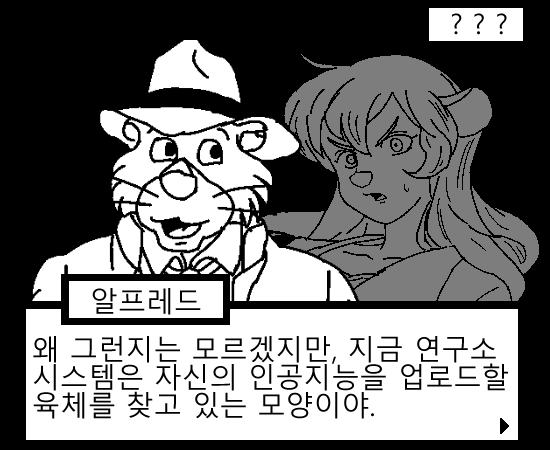 ? ? ?
알프레드
왜 그런지는 모르겠지만, 지금 연구소
시스템은 자신의 인공지능을 업로드할
육체를 찾고 있는 모양이야.